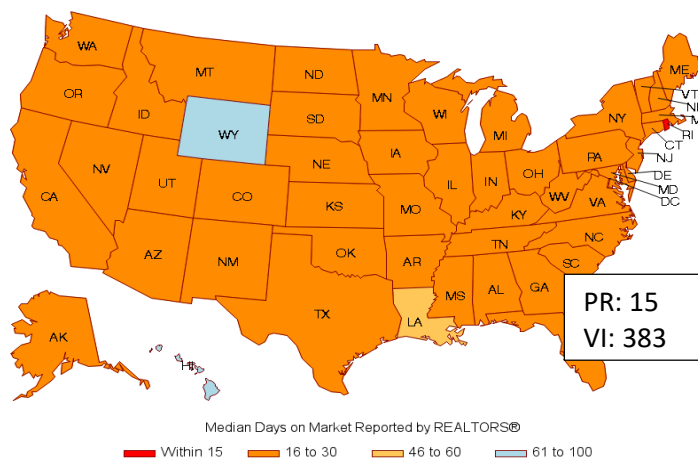 WA
MT
ND
ME
OR
ID
SD
MN
WI
MI
NY
VT
WY
RI
CT
NV
NE
IA
PA
NJ
UT
CO
IL
IN
OH
DE
MD
DC
CA
KS
MO
WV
VA
KY
AZ
NM
OK
AR
TN
NC
SC
TX
LA
MS
AL
GA
PR: 15
VI: 383
AK
HI
Median Days on Market Reported by REALTORS®
Within 15
16 to 30
46 to 60
61 to 100